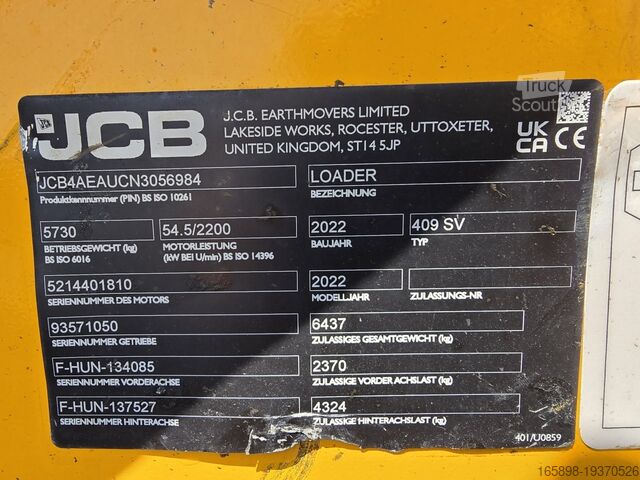 JCB
J.C.B. EARTHMOVERS LIMITED
LAKESIDE WORKS, ROCESTER, UTTOXETER,
UNITED KINGDOM, ST14 5JP
UK
CA CE
Truck
Scout
JCB4AEAUCN3056984
Produktkennnummer (PIN) BS ISO 10261
LOADER
BEZEICHNUNG
5730
BETRIEBSGEWICHT (kg)
BS ISO 6016
54.5/2200
MOTORLEISTUNG
(kW BEI U/min) BS ISO 14396
2022
BAUJAHR
409 SV
TYP
5214401810
SERIENNUMMER DES MOTORS
2022
MODELLJAHR
ZULASSUNGS-NR
93571050
SERIENNUMMER GETRIEBE
6437
ZULASSIGES GESAMTGEWICHT (kg)
F-HUN-134085
SERIENNUMMER VORDERACHSE
2370
ZULASSIGE VORDERACHSLAST (kg)
F-HUN-137527
SERIENNUMMER HINTERACHSE
4324
ZULASSIGE HINTERACHSLAST (kg)
401/U0859
165898-19370526